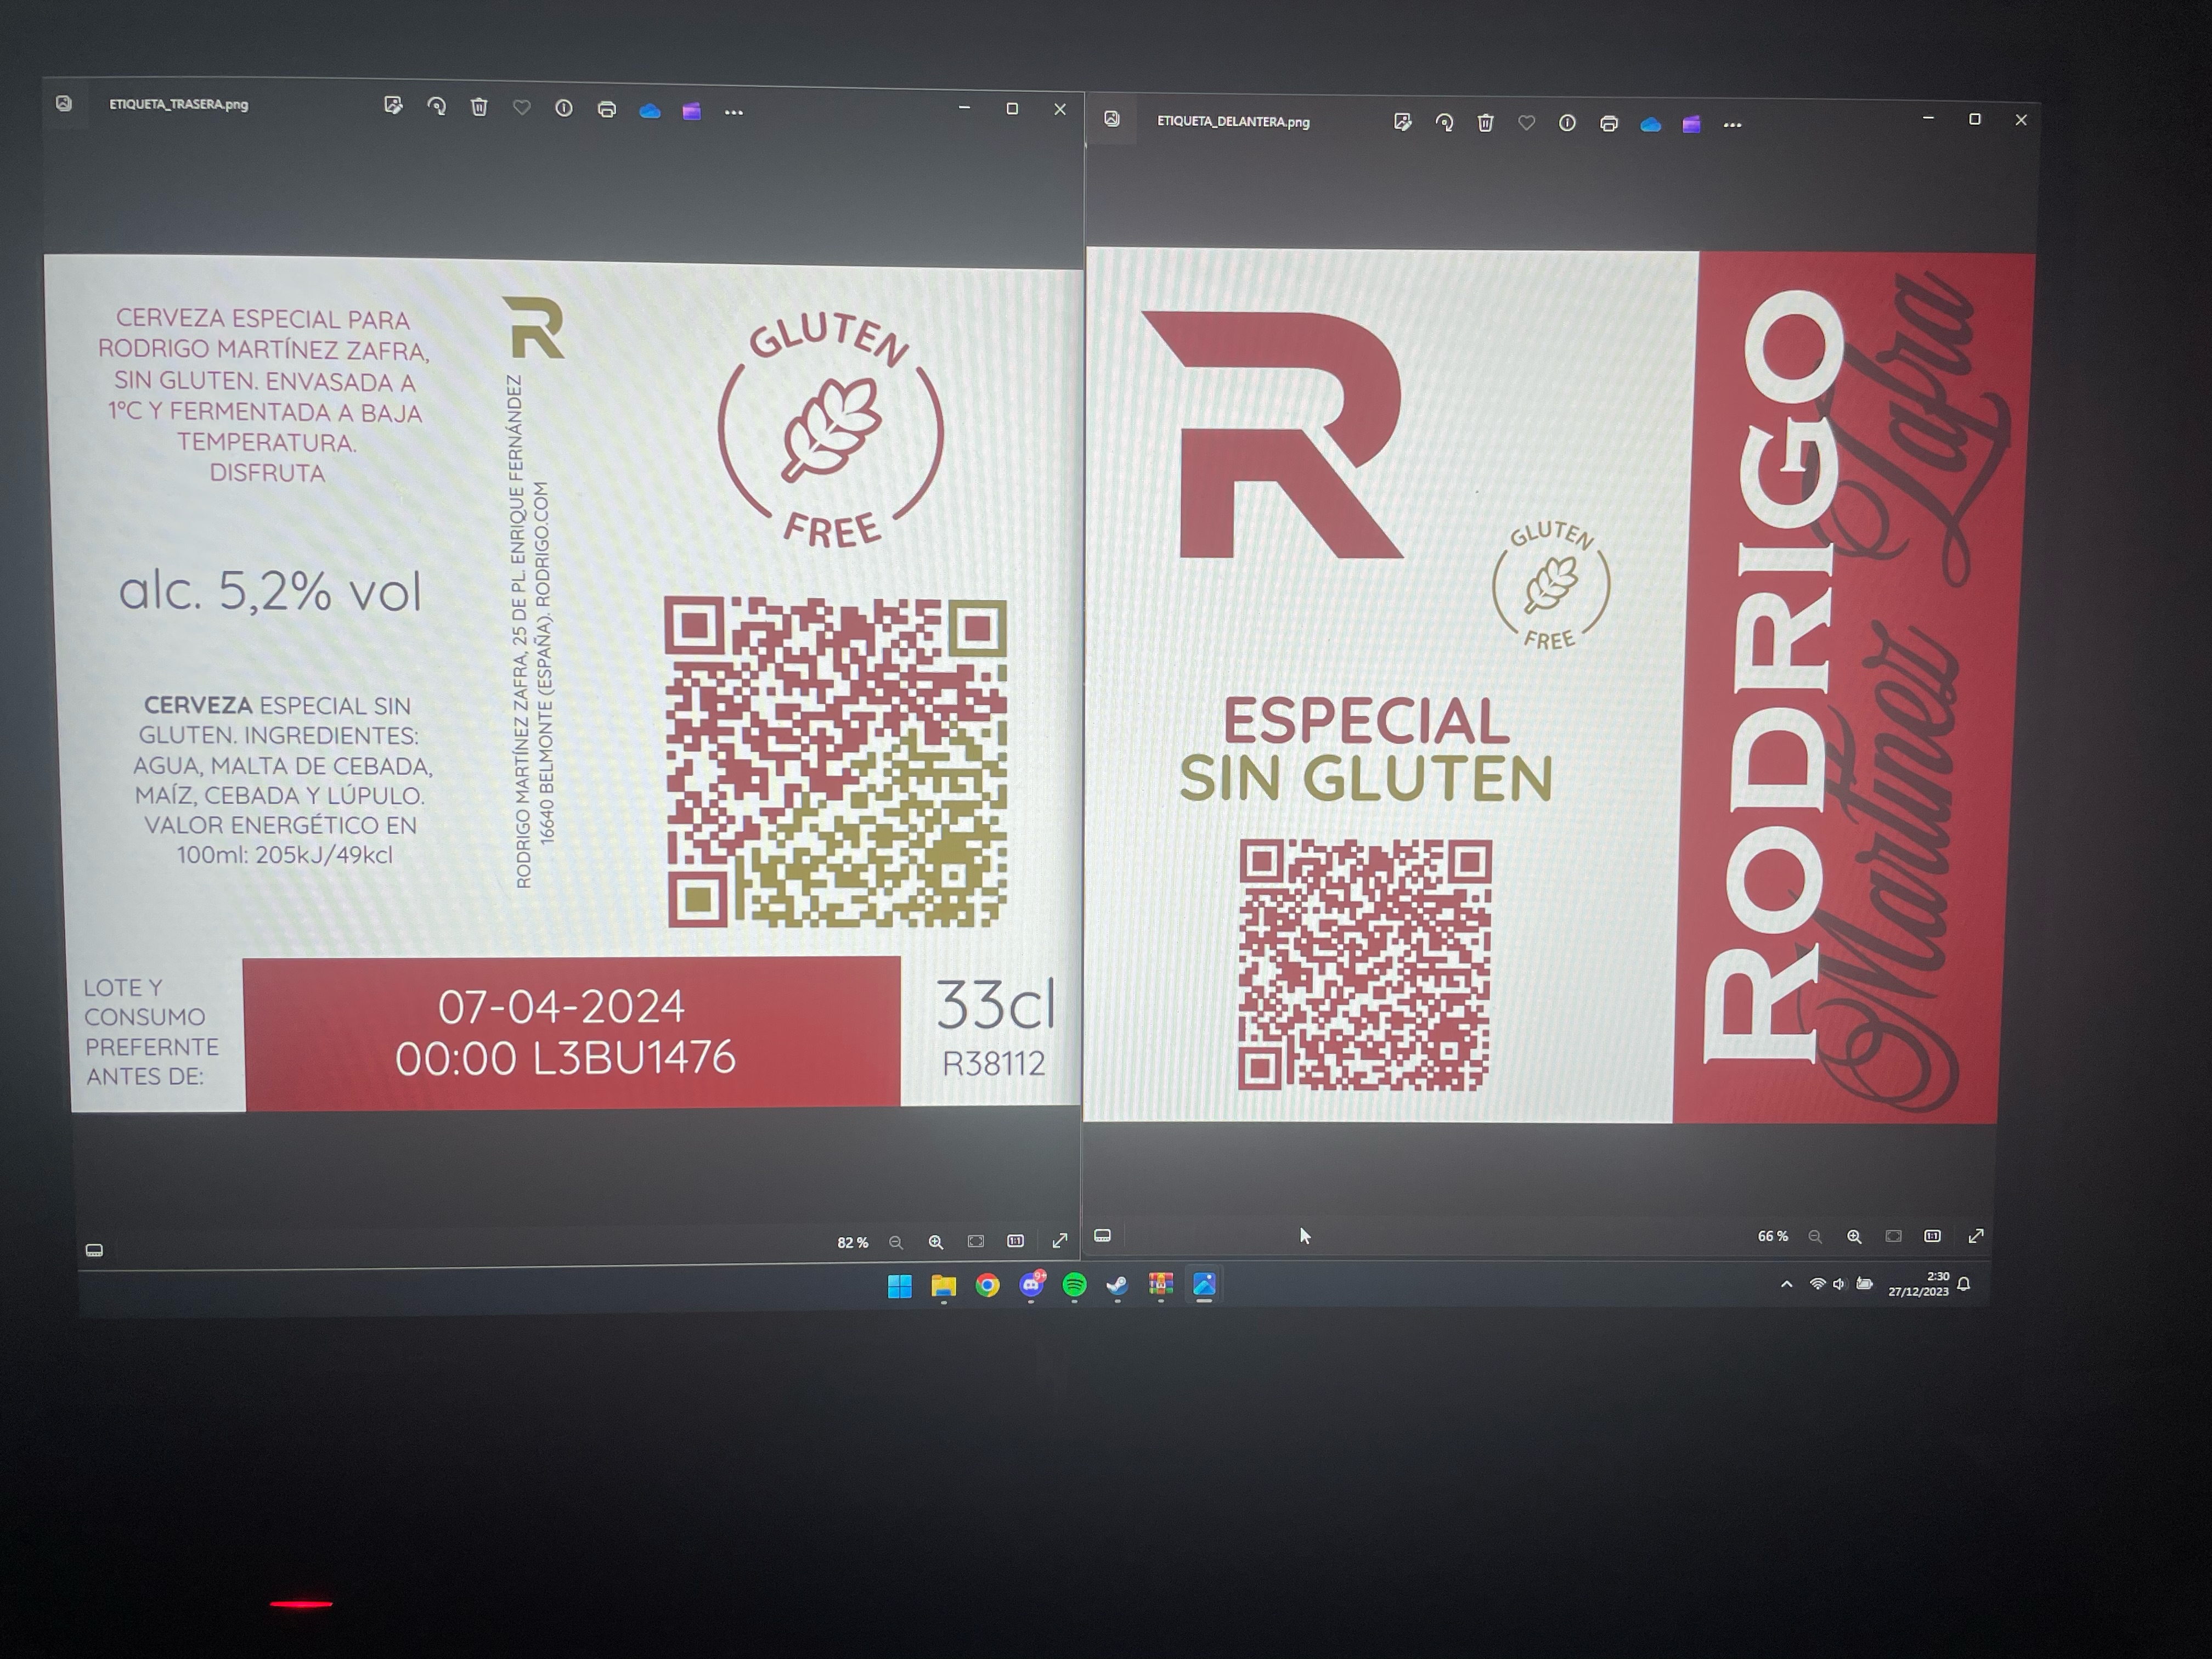 ETIQUETA_TRASERA.png
CERVEZA ESPECIAL PARA
RODRIGO MARTÍNEZ ZAFRA,
SIN GLUTEN. ENVASADA A
1ºC Y FERMENTADA A BAJA
TEMPERATURA.
DISFRUTA
alc. 5,2% vol
CERVEZA ESPECIAL SIN
GLUTEN. INGREDIENTES:
AGUA, MALTA DE CEBADA,
MAÍZ, CEBADA Y LÚPULO.
VALOR ENERGÉTICO EN
100ml: 205kJ/49kcl
R
RODRIGO MARTÍNEZ ZAFRA, 25 DE PL. ENRIQUE FERNÁNDEZ
16640 BELMONTE (ESPAÑA). RODRIGO.COM
GLUTEN
FREE
LOTE Y
CONSUMO
PREFERNTE
ANTES DE:
07-04-2024
00:00 L3BU1476
33cl
R38112
82 %
ETIQUETA_DELANTERA.png
R
GLUTEN
FREE
ESPECIAL
SIN GLUTEN
RODRIGO
Martinez Zafra
66 %
9+
2:30
27/12/2023